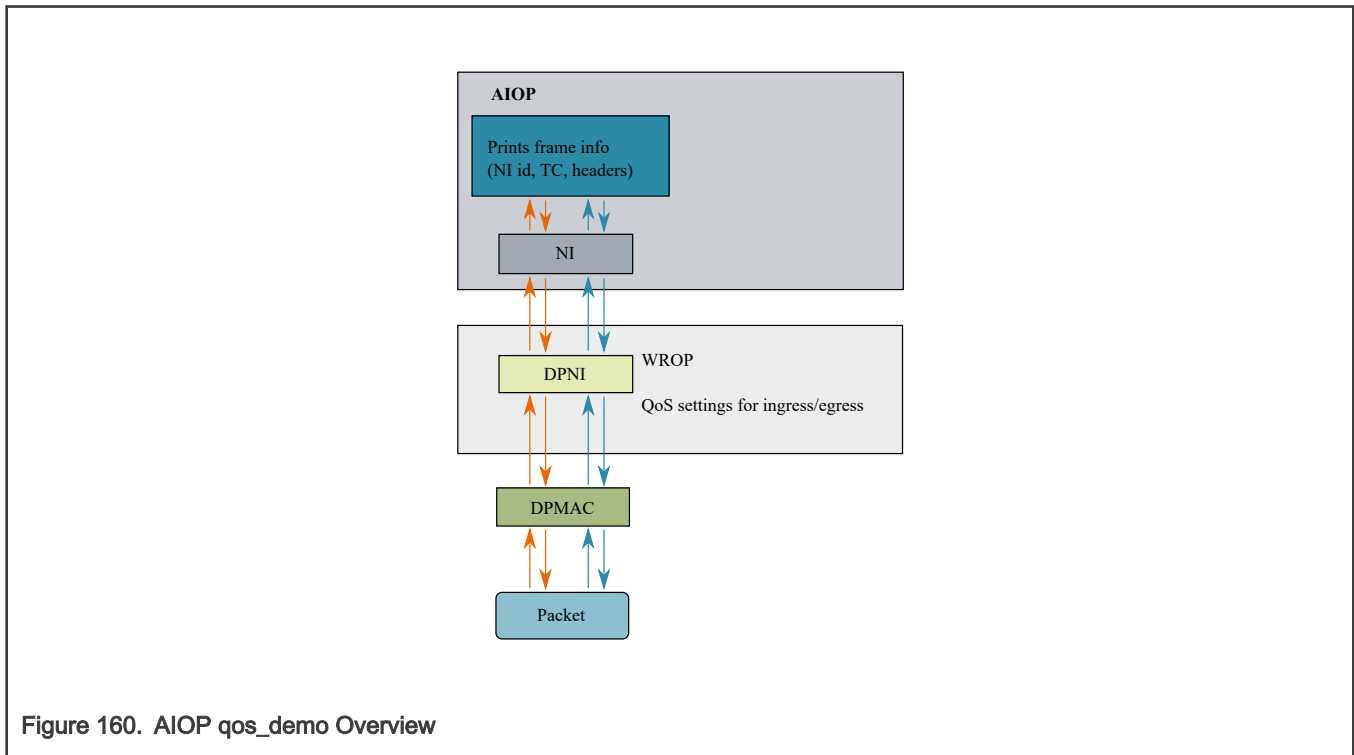 AIOP
Prints frame info
(NI id, TC, headers)
NI
DPNI
WROP
QoS settings for ingress/egress
DPMAC
Packet
Figure 160. AIOP qos_demo Overview